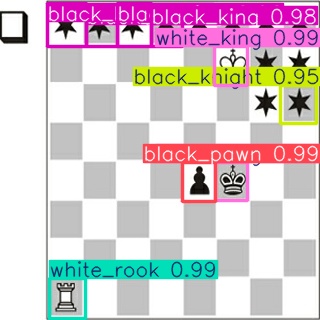 black_ bla black_king 0.98
white_king 0.99
black_knight 0.95
black_pawn 0.99
white_rook 0.99